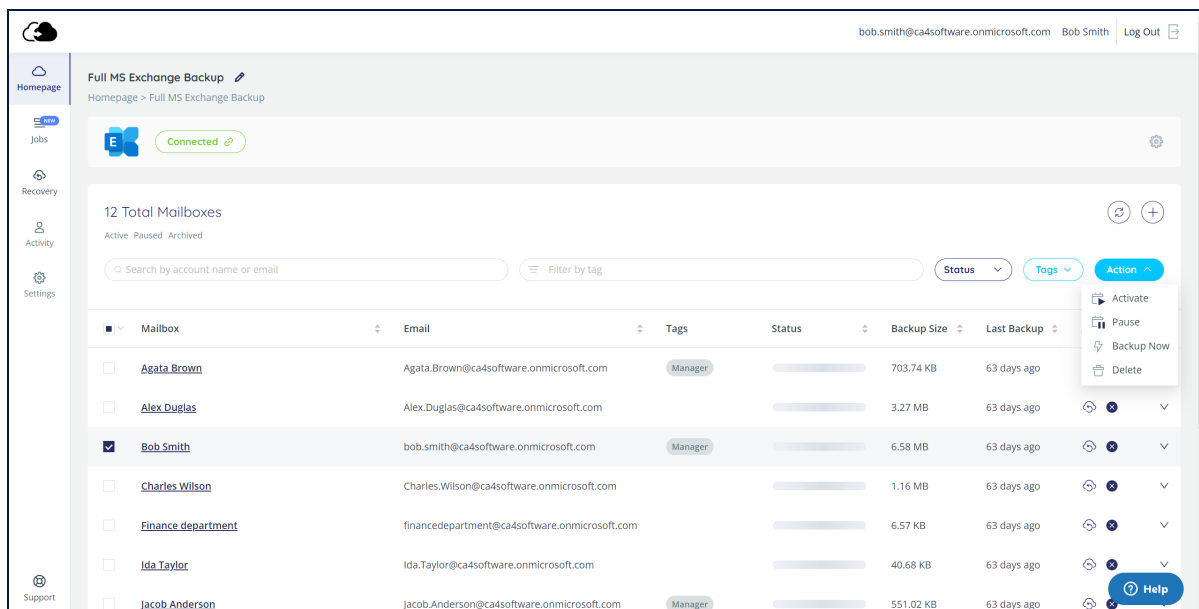 bob.smith@ca4software.onmicrosoft.com Bob Smith Log Out
Homepage
NEW
Jobs
Recovery
Activity
Settings
Support
Full MS Exchange Backup
Homepage > Full MS Exchange Backup
E
Connected
12 Total Mailboxes
Active Paused Archived
Search by account name or email
Filter by tag
Status
Tags
Action
Activate
Pause
Backup Now
Delete
Mailbox Email Tags Status Backup Size Last Backup
Agata Brown Agata.Brown@ca4software.onmicrosoft.com Manager 703.74 KB 63 days ago
Alex Duglas Alex.Duglas@ca4software.onmicrosoft.com 3.27 MB 63 days ago
Bob Smith bob.smith@ca4software.onmicrosoft.com Manager 6.58 MB 63 days ago
Charles Wilson Charles.Wilson@ca4software.onmicrosoft.com 1.16 MB 63 days ago
Finance department financedepartment@ca4software.onmicrosoft.com 6.57 KB 63 days ago
Ida Taylor Ida.Taylor@ca4software.onmicrosoft.com 40.68 KB 63 days ago
Jacob Anderson Jacob.Anderson@ca4software.onmicrosoft.com Manager 551.02 KB 63 days ago
Help